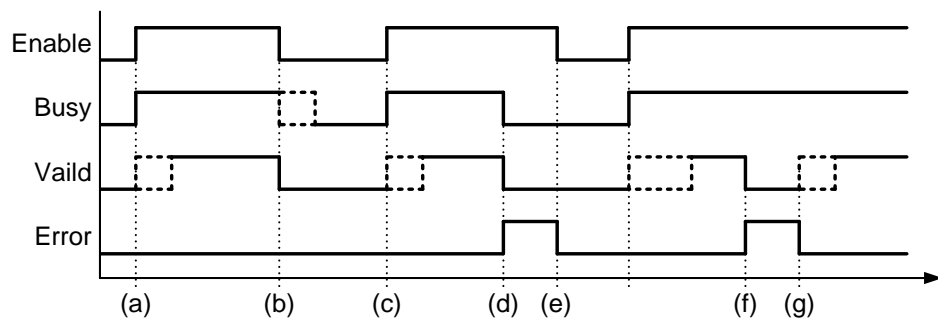 Enable
Busy
Vaild
Error
(a) (b) (c) (d) (e) (f) (g)